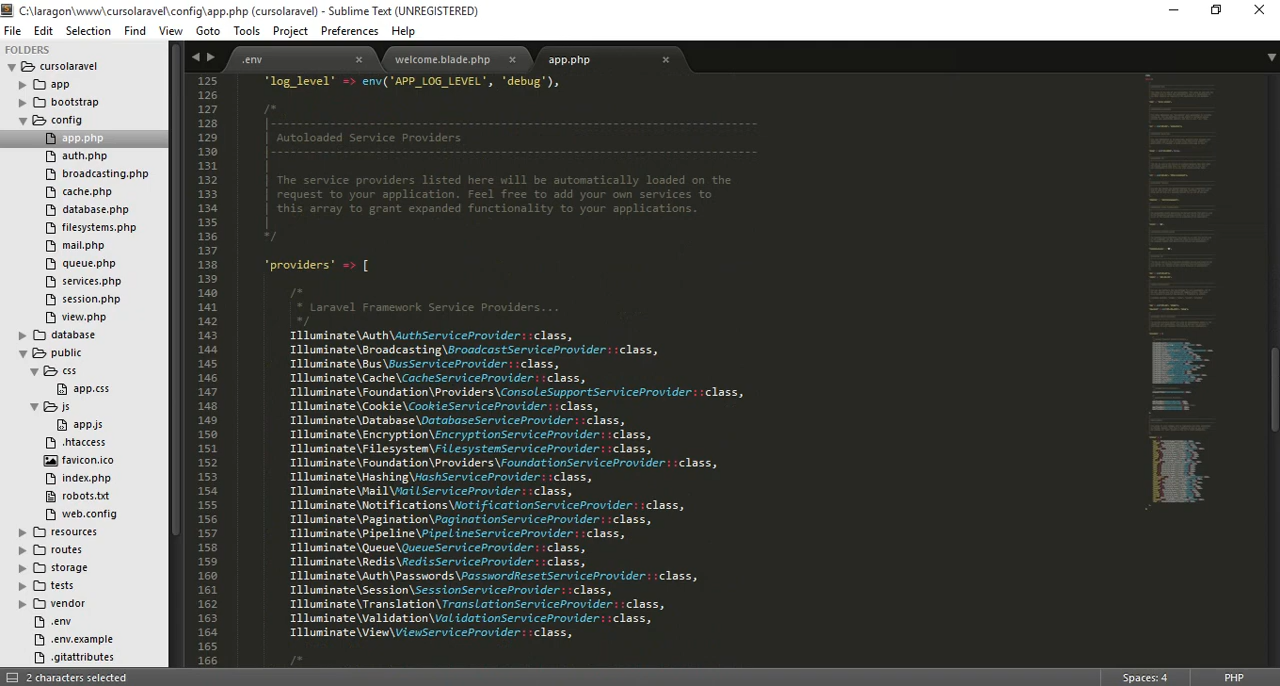 C:\laragon\www\cursolaravel\config\app.php (cursolaravel) - Sublime Text (UNREGISTERED)
File Edit Selection Find View Goto Tools Project Preferences Help
FOLDERS
cursolaravel
app
bootstrap
config
app.php
auth.php
broadcasting.php
cache.php
database.php
filesystems.php
mail.php
queue.php
services.php
session.php
view.php
database
public
css
app.css
js
app.js
.htaccess
favicon.ico
index.php
robots.txt
web.config
resources
routes
storage
tests
vendor
.env
.env.example
.gitattributes
.env welcome.blade.php app.php
125 'log_level' => env('APP_LOG_LEVEL', 'debug'),
126
127 /*
128 |--------------------------------------------------------------------------
129 | Autoloaded Service Providers
130 |--------------------------------------------------------------------------
131 |
132 | The service providers listed here will be automatically loaded on the
133 | request to your application. Feel free to add your own services to
134 | this array to grant expanded functionality to your applications.
135 |
136 */
137
138 'providers' => [
139
140 /*
141 * Laravel Framework Service Providers...
142 */
143 Illuminate\Auth\AuthServiceProvider::class,
144 Illuminate\Broadcasting\BroadcastServiceProvider::class,
145 Illuminate\Bus\BusServiceProvider::class,
146 Illuminate\Cache\CacheServiceProvider::class,
147 Illuminate\Foundation\Providers\ConsoleSupportServiceProvider::class,
148 Illuminate\Cookie\CookieServiceProvider::class,
149 Illuminate\Database\DatabaseServiceProvider::class,
150 Illuminate\Encryption\EncryptionServiceProvider::class,
151 Illuminate\Filesystem\FilesystemServiceProvider::class,
152 Illuminate\Foundation\Providers\FoundationServiceProvider::class,
153 Illuminate\Hashing\HashServiceProvider::class,
154 Illuminate\Mail\MailServiceProvider::class,
155 Illuminate\Notifications\NotificationServiceProvider::class,
156 Illuminate\Pagination\PaginationServiceProvider::class,
157 Illuminate\Pipeline\PipelineServiceProvider::class,
158 Illuminate\Queue\QueueServiceProvider::class,
159 Illuminate\Redis\RedisServiceProvider::class,
160 Illuminate\Auth\Passwords\PasswordResetServiceProvider::class,
161 Illuminate\Session\SessionServiceProvider::class,
162 Illuminate\Translation\TranslationServiceProvider::class,
163 Illuminate\Validation\ValidationServiceProvider::class,
164 Illuminate\View\ViewServiceProvider::class,
165
166 /*
2 characters selected Spaces: 4 PHP